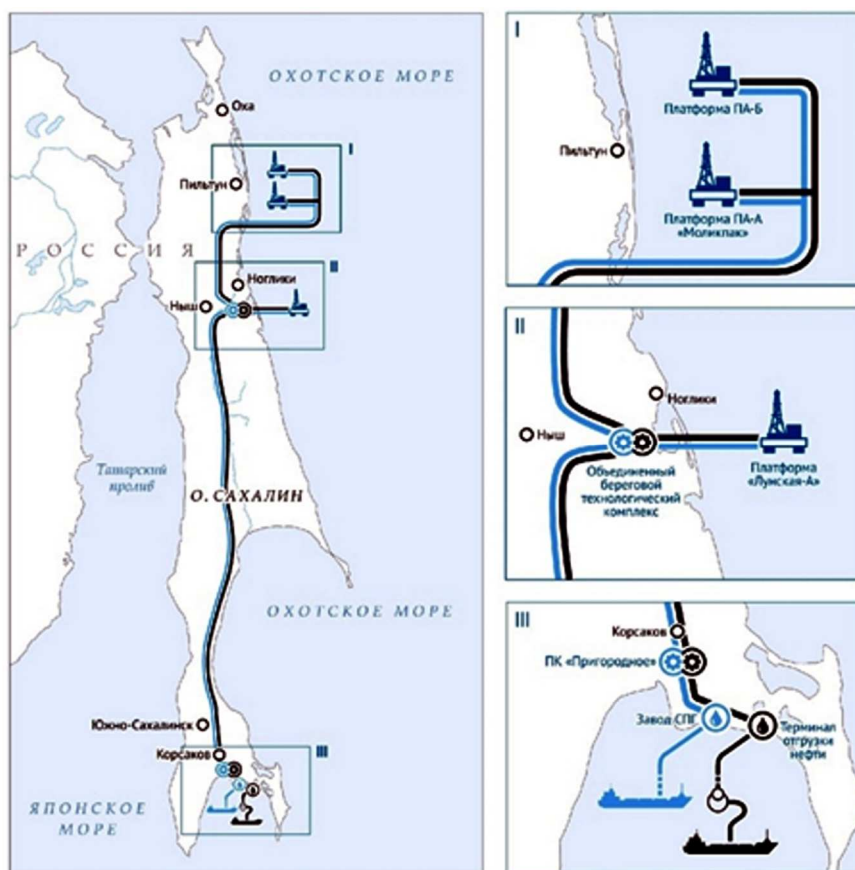 ОХОТСКОЕ МОРЕ
Оха
I
Пильтун
РОССИЯ
II
Ноглики
Ныш
Татарский
пролив
О. САХАЛИН
ОХОТСКОЕ МОРЕ
Южно-Сахалинск
Корсаков
III
ЯПОНСКОЕ
МОРЕ
I
Платформа ПА-Б
Пильтун
Платформа ПА-А
«Моликпак»
II
Ноглики
Ныш
Объединенный
береговой
технологический
комплекс
Платформа
«Лунская-А»
III
Корсаков
ПК «Пригородное»
Завод СПГ
Терминал
отгрузки
нефти